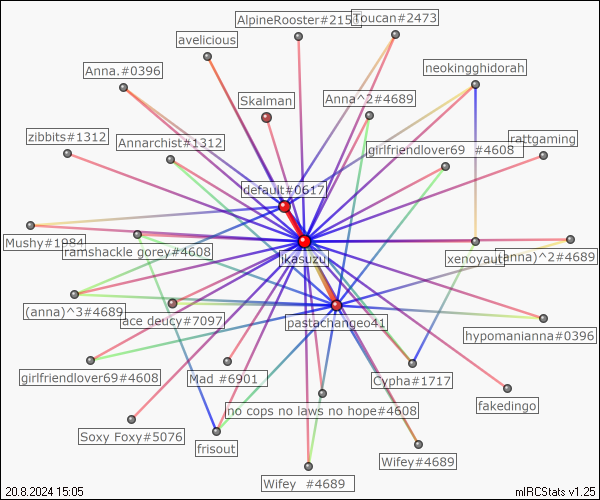 AlpineRooster#215
Toucan#2473
avelicious
neokingghidorah
Anna.#0396
Skalman
Anna^2#4689
zibbits#1312
Annarchist#1312
rattgaming
girlfriendlover69 #4608
default#0617
Mushy#1984
ramshackle gorey#4608
jkasuzu
xenoyaut
(anna)^2#4689
(anna)^3#4689
ace deucy#7097
pastachangeo41
hypomanianna#0396
girlfriendlover69#4608
Mad #6901
Cypha#1717
no cops no laws no hope#4608
fakedingo
Soxy Foxy#5076
frisout
Wifey#4689
Wifey #4689
20.8.2024 15:05
mIRCStats v1.25